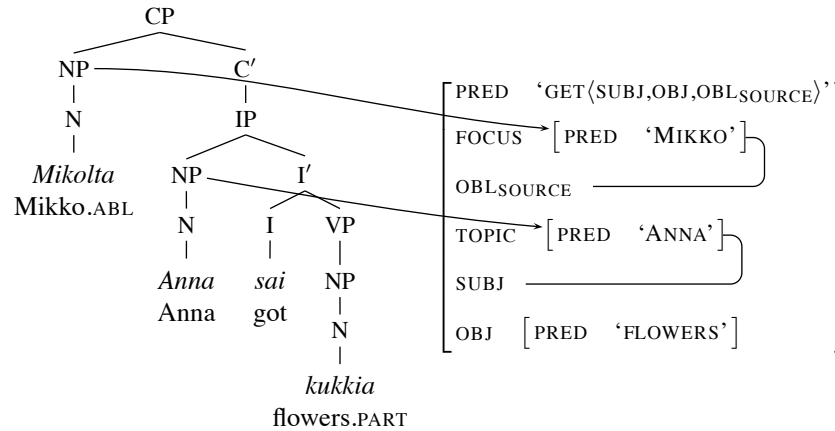 CP
NP C′
N IP
Mikolta NP I′
Mikko.ABL N I VP
Anna sai NP
Anna got N
kukkia
flowers.PART
PRED ‘GET⟨SUBJ,OBJ,OBLSOURCE⟩’
FOCUS [PRED ‘MIKKO’]
OBLSOURCE
TOPIC [PRED ‘ANNA’]
SUBJ
OBJ [PRED ‘FLOWERS’]